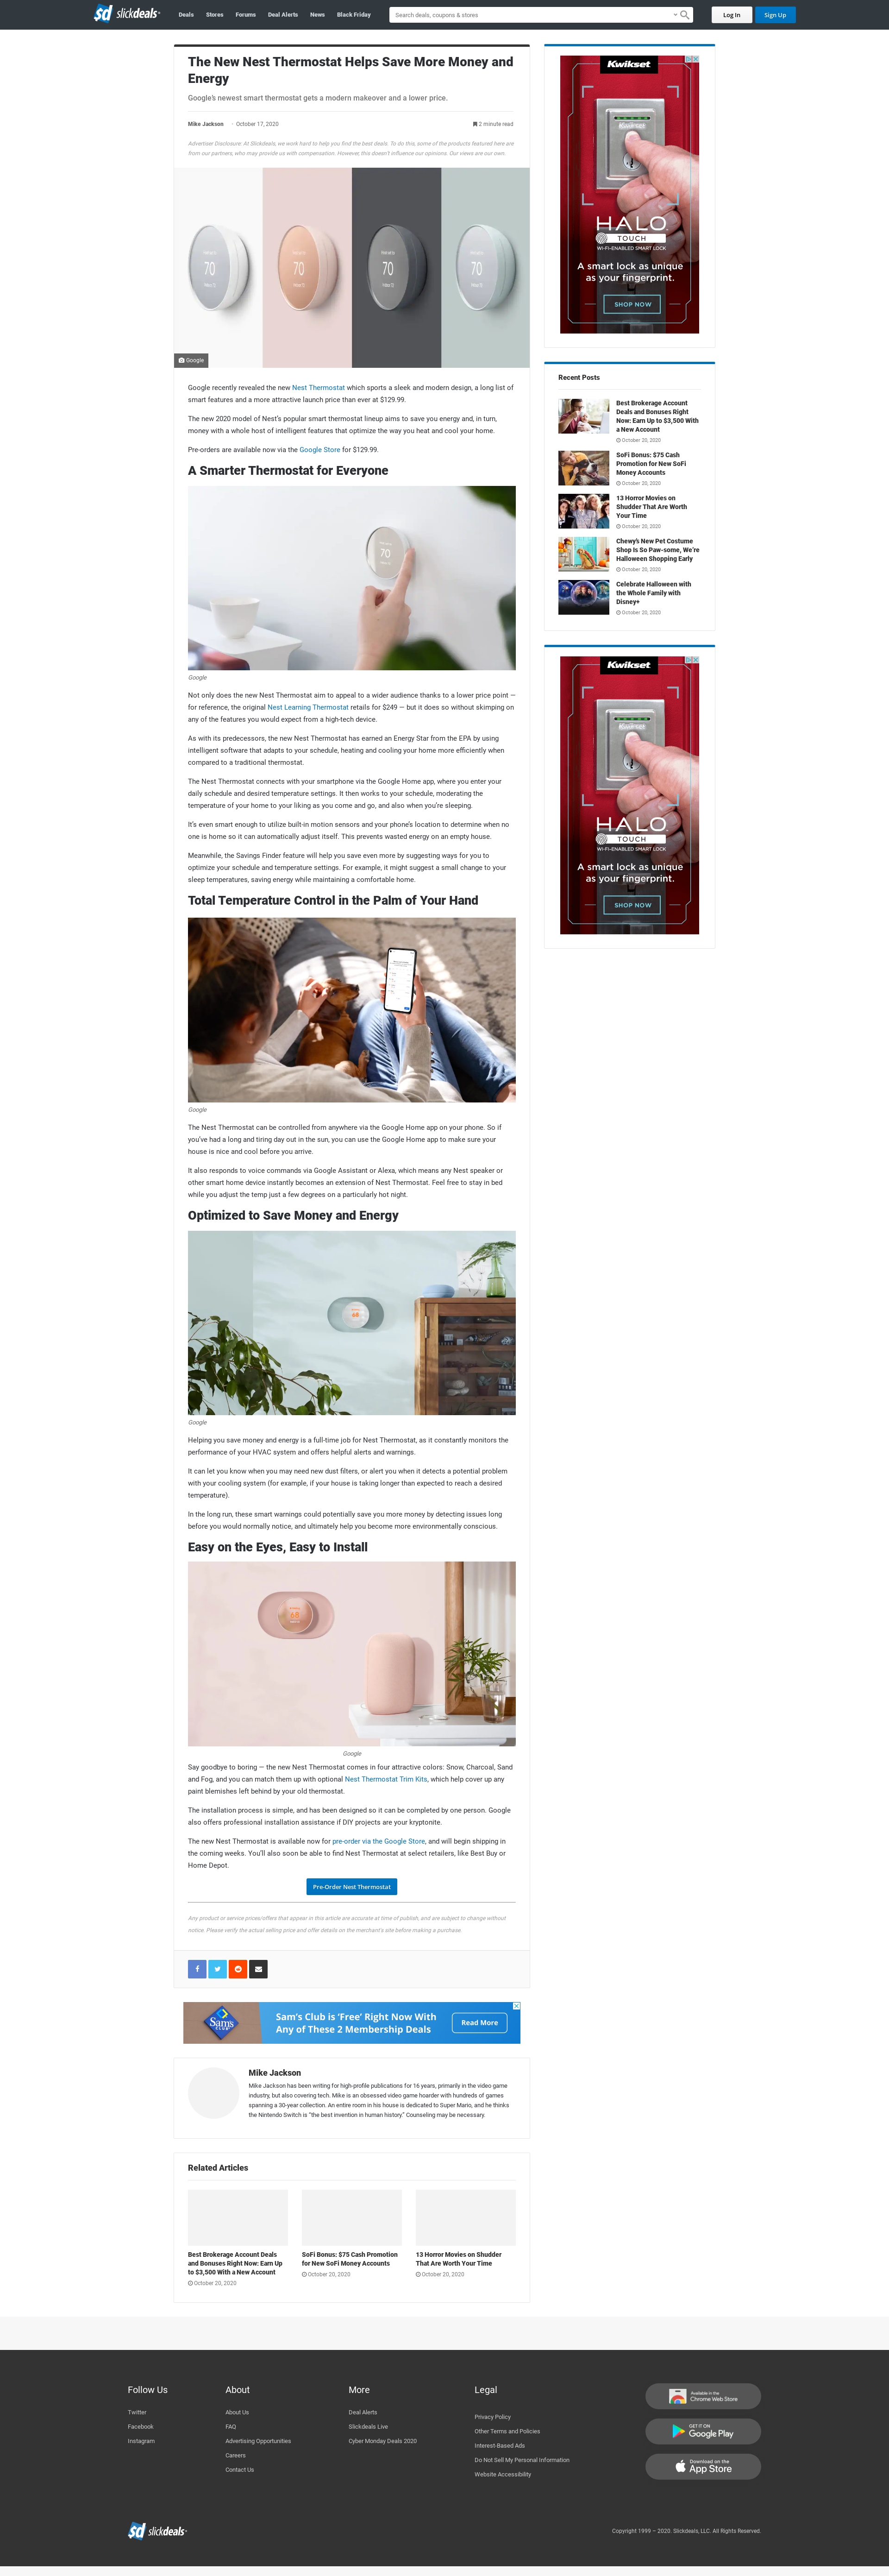 slickdeals
Deals
Stores
Forums
Deal Alerts
News
Black Friday
Search deals, coupons & stores
Log In
Sign Up
The New Nest Thermostat Helps Save More Money and
Energy
Google's newest smart thermostat gets a modern makeover and a lower price.
Mike Jackson
· October 17, 2020
2 minute read
Advertiser Disclosure: At Slickdeals, we work hard to help you find the best deals. To do this, some of the products featured here are
from our partners, who may provide us with compensation. However, this doesn't influence our opinions. Our views are our own.
70
70
70
70
Google
Google recently revealed the new Nest Thermostat which sports a sleek and modern design, a long list of
smart features and a more attractive launch price than ever at $129.99.
The new 2020 model of Nest's popular smart thermostat lineup aims to save you energy and, in turn,
money with a whole host of intelligent features that optimize the way you heat and cool your home.
Pre-orders are available now via the Google Store for $129.99.
A Smarter Thermostat for Everyone
70
Google
Not only does the new Nest Thermostat aim to appeal to a wider audience thanks to a lower price point —
for reference, the original Nest Learning Thermostat retails for $249 — but it does so without skimping on
any of the features you would expect from a high-tech device.
As with its predecessors, the new Nest Thermostat has earned an Energy Star from the EPA by using
intelligent software that adapts to your schedule, heating and cooling your home more efficiently when
compared to a traditional thermostat.
The Nest Thermostat connects with your smartphone via the Google Home app, where you enter your
daily schedule and desired temperature settings. It then works to your schedule, moderating the
temperature of your home to your liking as you come and go, and also when you're sleeping.
It's even smart enough to utilize built-in motion sensors and your phone's location to determine when no
one is home so it can automatically adjust itself. This prevents wasted energy on an empty house.
Meanwhile, the Savings Finder feature will help you save even more by suggesting ways for you to
optimize your schedule and temperature settings. For example, it might suggest a small change to your
sleep temperatures, saving energy while maintaining a comfortable home.
Total Temperature Control in the Palm of Your Hand
Google
The Nest Thermostat can be controlled from anywhere via the Google Home app on your phone. So if
you've had a long and tiring day out in the sun, you can use the Google Home app to make sure your
house is nice and cool before you arrive.
It also responds to voice commands via Google Assistant or Alexa, which means any Nest speaker or
other smart home device instantly becomes an extension of Nest Thermostat. Feel free to stay in bed
while you adjust the temp just a few degrees on a particularly hot night.
Optimized to Save Money and Energy
68
Google
Helping you save money and energy is a full-time job for Nest Thermostat, as it constantly monitors the
performance of your HVAC system and offers helpful alerts and warnings.
It can let you know when you may need new dust filters, or alert you when it detects a potential problem
with your cooling system (for example, if your house is taking longer than expected to reach a desired
temperature).
In the long run, these smart warnings could potentially save you more money by detecting issues long
before you would normally notice, and ultimately help you become more environmentally conscious.
Easy on the Eyes, Easy to Install
68
Google
Say goodbye to boring — the new Nest Thermostat comes in four attractive colors: Snow, Charcoal, Sand
and Fog, and you can match them up with optional Nest Thermostat Trim Kits, which help cover up any
paint blemishes left behind by your old thermostat.
The installation process is simple, and has been designed so it can be completed by one person. Google
also offers professional installation assistance if DIY projects are your kryptonite.
The new Nest Thermostat is available now for pre-order via the Google Store, and will begin shipping in
the coming weeks. You'll also soon be able to find Nest Thermostat at select retailers, like Best Buy or
Home Depot.
Pre-Order Nest Thermostat
Any product or service prices/offers that appear in this article are accurate at time of publish, and are subject to change without
notice. Please verify the actual selling price and offer details on the merchant's site before making a purchase.
Sam's
CLUB
Sam's Club is 'Free' Right Now With
Any of These 2 Membership Deals
Read More
Mike Jackson
Mike Jackson has been writing for high-profile publications for 16 years, primarily in the video game
industry, but also covering tech. Mike is an obsessed video game hoarder with hundreds of games
spanning a 30-year collection. An entire room in his house is dedicated to Super Mario, and he thinks
the Nintendo Switch is "the best invention in human history." Counseling may be necessary.
Related Articles
Best Brokerage Account Deals
and Bonuses Right Now: Earn Up
to $3,500 With a New Account
October 20, 2020
SoFi Bonus: $75 Cash Promotion
for New SoFi Money Accounts
October 20, 2020
13 Horror Movies on Shudder
That Are Worth Your Time
October 20, 2020
Kwikset
HALO
TOUCH
WI-FI-ENABLED SMART LOCK
A smart lock as unique
as your fingerprint.
SHOP NOW
Recent Posts
Best Brokerage Account
Deals and Bonuses Right
Now: Earn Up to $3,500 With
a New Account
October 20, 2020
SoFi Bonus: $75 Cash
Promotion for New SoFi
Money Accounts
October 20, 2020
13 Horror Movies on
Shudder That Are Worth
Your Time
October 20, 2020
Chewy's New Pet Costume
Shop Is So Paw-some, We're
Halloween Shopping Early
October 20, 2020
Celebrate Halloween with
the Whole Family with
Disney+
October 20, 2020
Kwikset
HALO
TOUCH
WI-FI-ENABLED SMART LOCK
A smart lock as unique
as your fingerprint.
SHOP NOW
Follow Us
Twitter
Facebook
Instagram
About
About Us
FAQ
Advertising Opportunities
Careers
Contact Us
More
Deal Alerts
Slickdeals Live
Cyber Monday Deals 2020
Legal
Privacy Policy
Other Terms and Policies
Interest-Based Ads
Do Not Sell My Personal Information
Website Accessibility
Available in the
Chrome Web Store
GET IT ON
Google Play
Download on the
App Store
slickdeals
Copyright 1999 – 2020. Slickdeals, LLC. All Rights Reserved.